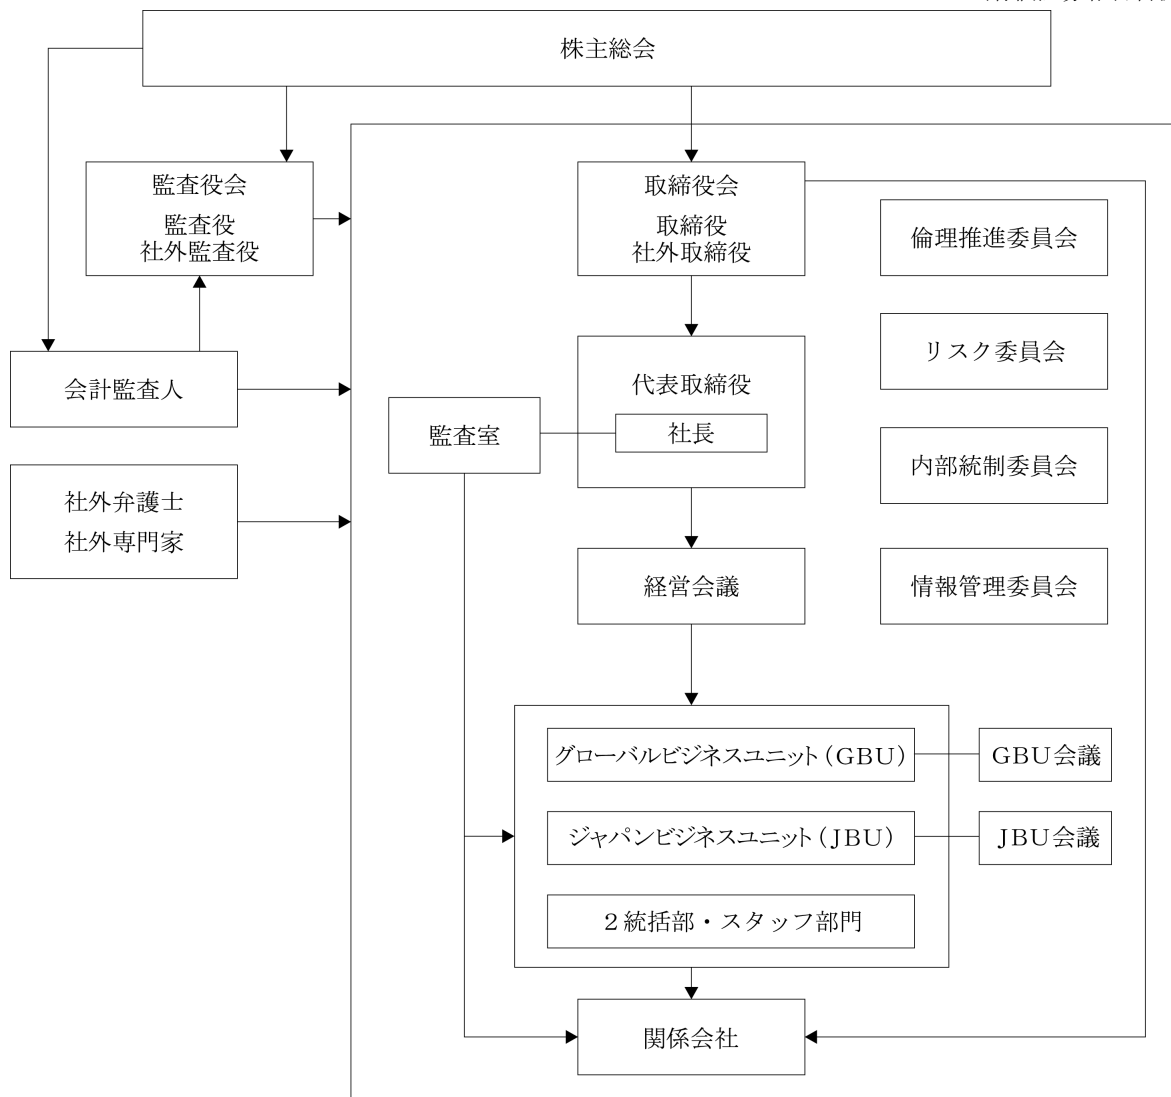 株主総会
監査役会
監査役
社外監査役
取締役会
取締役
社外取締役
倫理推進委員会
リスク委員会
会計監査人
代表取締役
社長
監査室
内部統制委員会
社外弁護士
社外専門家
経営会議
情報管理委員会
グローバルビジネスユニット(GBU)
GBU会議
ジャパンビジネスユニット(JBU)
JBU会議
2統括部・スタッフ部門
関係会社